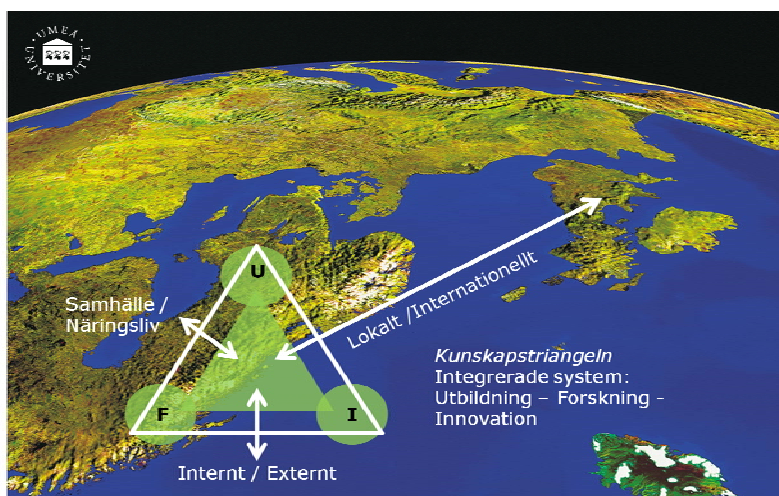 UMEÅ UNIVERSITET
U
Samhälle /
Näringsliv
Lokalt /Internationellt
Kunskapstriangeln
Integrerade system:
Utbildning – Forskning -
Innovation
F
I
Internt / Externt